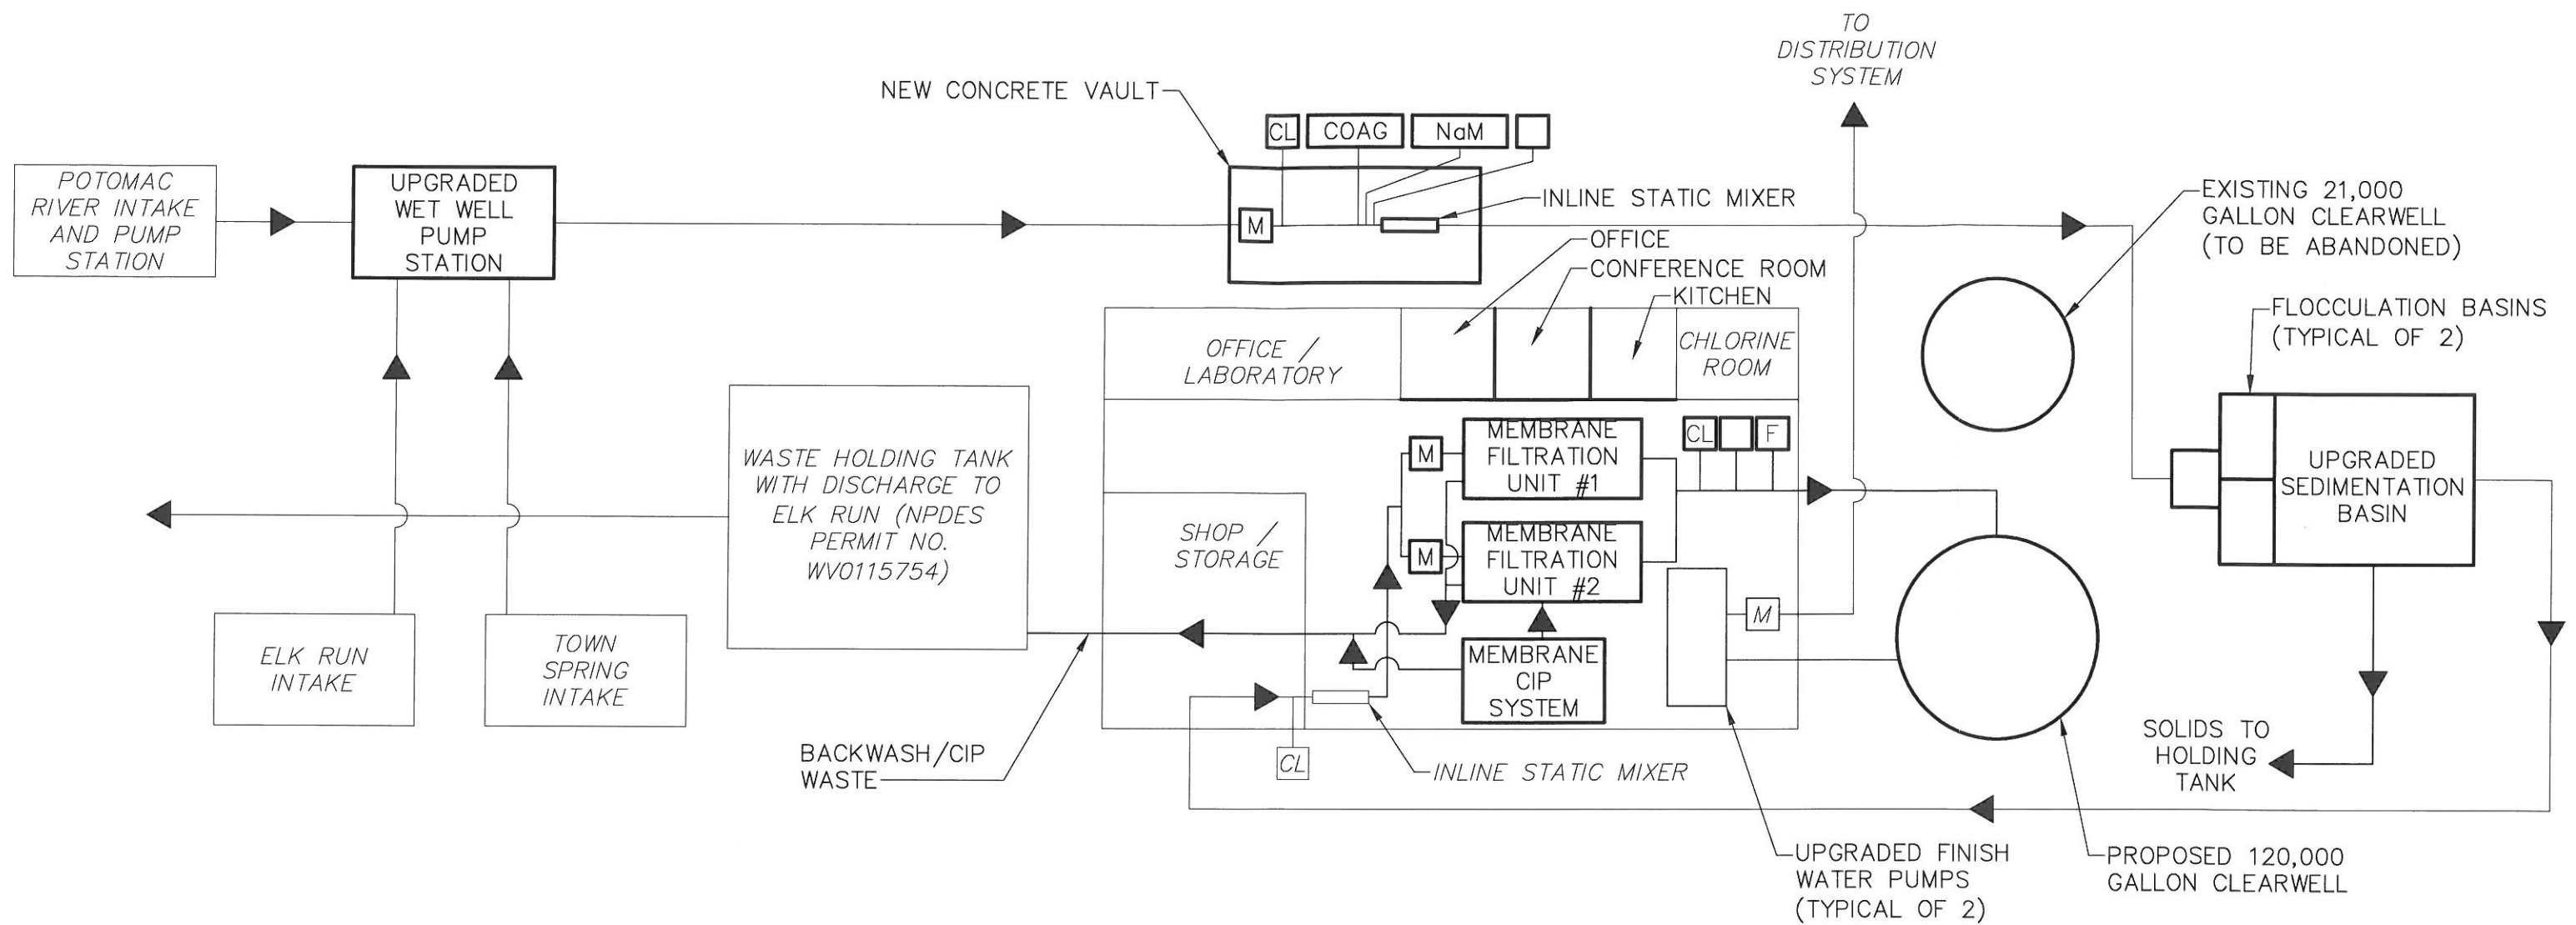 TO
DISTRIBUTION
SYSTEM
NEW CONCRETE VAULT
CL
COAG
NaM
POTOMAC
RIVER INTAKE
AND PUMP
STATION
UPGRADED
WET WELL
PUMP
STATION
M
INLINE STATIC MIXER
OFFICE
CONFERENCE ROOM
KITCHEN
EXISTING 21,000
GALLON CLEARWELL
(TO BE ABANDONED)
FLOCCULATION BASINS
(TYPICAL OF 2)
OFFICE /
LABORATORY
CHLORINE
ROOM
WASTE HOLDING TANK
WITH DISCHARGE TO
ELK RUN (NPDES
PERMIT NO.
WV0115754)
SHOP /
STORAGE
M
MEMBRANE
FILTRATION
UNIT #1
CL
F
M
MEMBRANE
FILTRATION
UNIT #2
UPGRADED
SEDIMENTATION
BASIN
M
ELK RUN
INTAKE
TOWN
SPRING
INTAKE
MEMBRANE
CIP
SYSTEM
BACKWASH/CIP
WASTE
CL
INLINE STATIC MIXER
SOLIDS TO
HOLDING
TANK
UPGRADED FINISH
WATER PUMPS
(TYPICAL OF 2)
PROPOSED 120,000
GALLON CLEARWELL